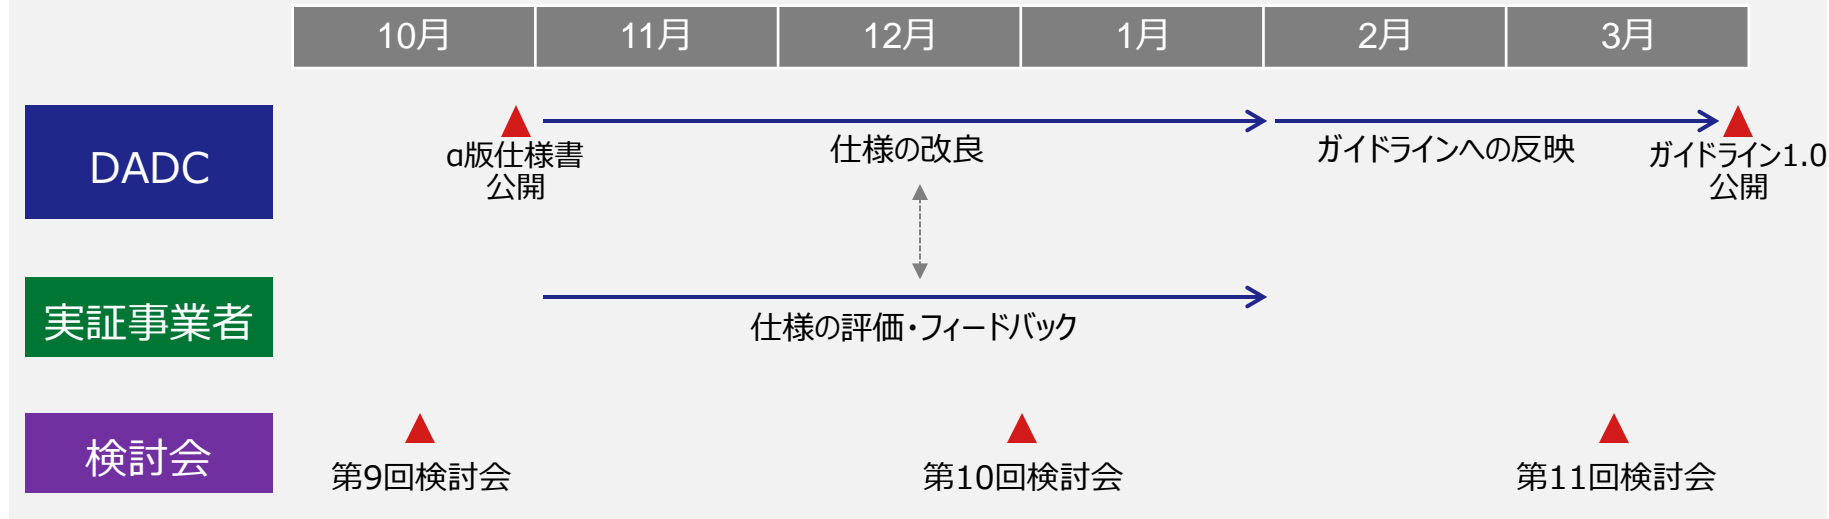 10月
11月
12月
1月
2月
3月
DADC
α版仕様書
公開
仕様の改良
ガイドラインへの反映
ガイドライン1.0
公開
実証事業者
仕様の評価・フィードバック
検討会
第9回検討会
第10回検討会
第11回検討会